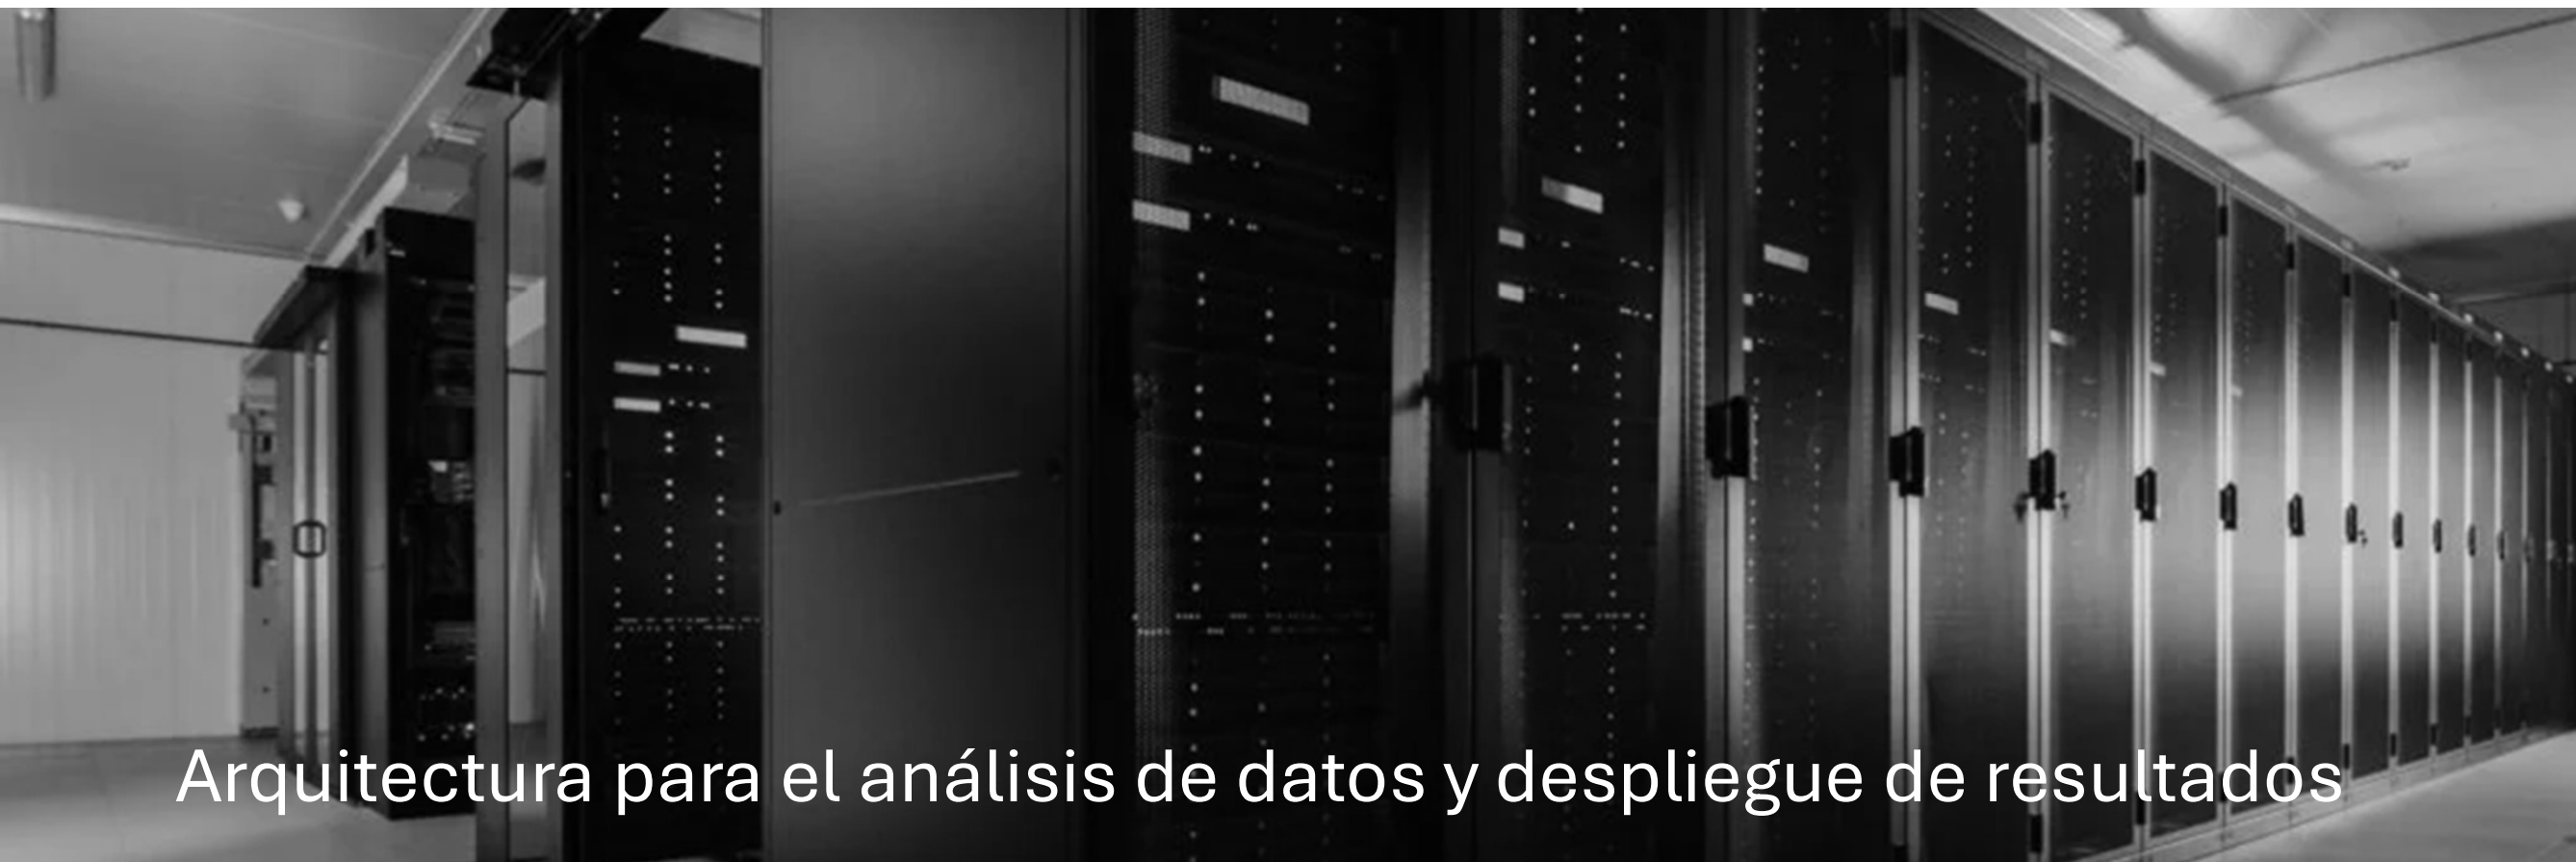 Arquitectura para el análisis de datos y despliegue de resultados